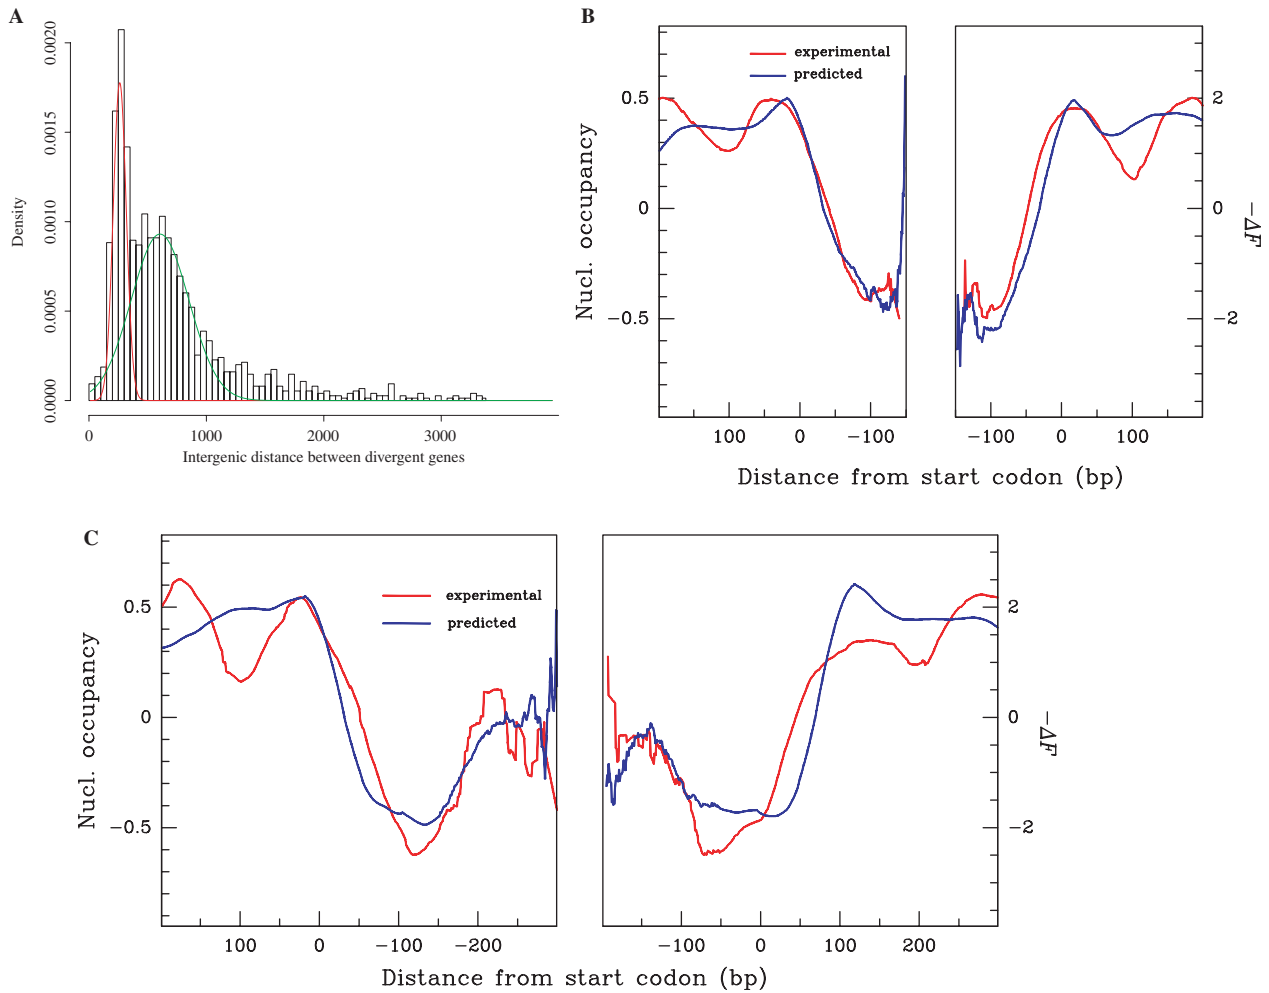 A
Density
0.0000 0.0005 0.0010 0.0015 0.0020
0 1000 2000 3000
Intergenic distance between divergent genes
B
experimental
predicted
Nucl. occupancy
0.5
0
−0.5
100 0 −100
−100 0 100
2
0
−2
−ΔF
Distance from start codon (bp)
C
experimental
predicted
Nucl. occupancy
0.5
0
−0.5
100 0 −100 −200
−100 0 100 200
2
0
−2
−ΔF
Distance from start codon (bp)